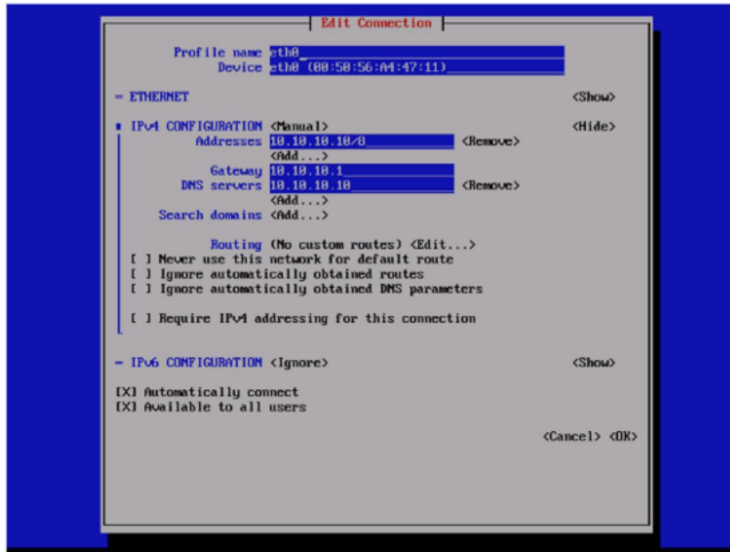 Edit Connection
Profile name eth0
Device eth0 (00:50:56:A4:47:11)
= ETHERNET <Show>
IPv4 CONFIGURATION <Manual> <Hide>
Addresses 10.10.10.10/8 <Remove>
<Add...>
Gateway 10.10.10.1
DNS servers 10.10.10.10 <Remove>
<Add...>
Search domains <Add...>
Routing (No custom routes) <Edit...>
[ ] Never use this network for default route
[ ] Ignore automatically obtained routes
[ ] Ignore automatically obtained DNS parameters
[ ] Require IPv4 addressing for this connection
= IPv6 CONFIGURATION <Ignore> <Show>
[X] Automatically connect
[X] Available to all users
<Cancel> <OK>